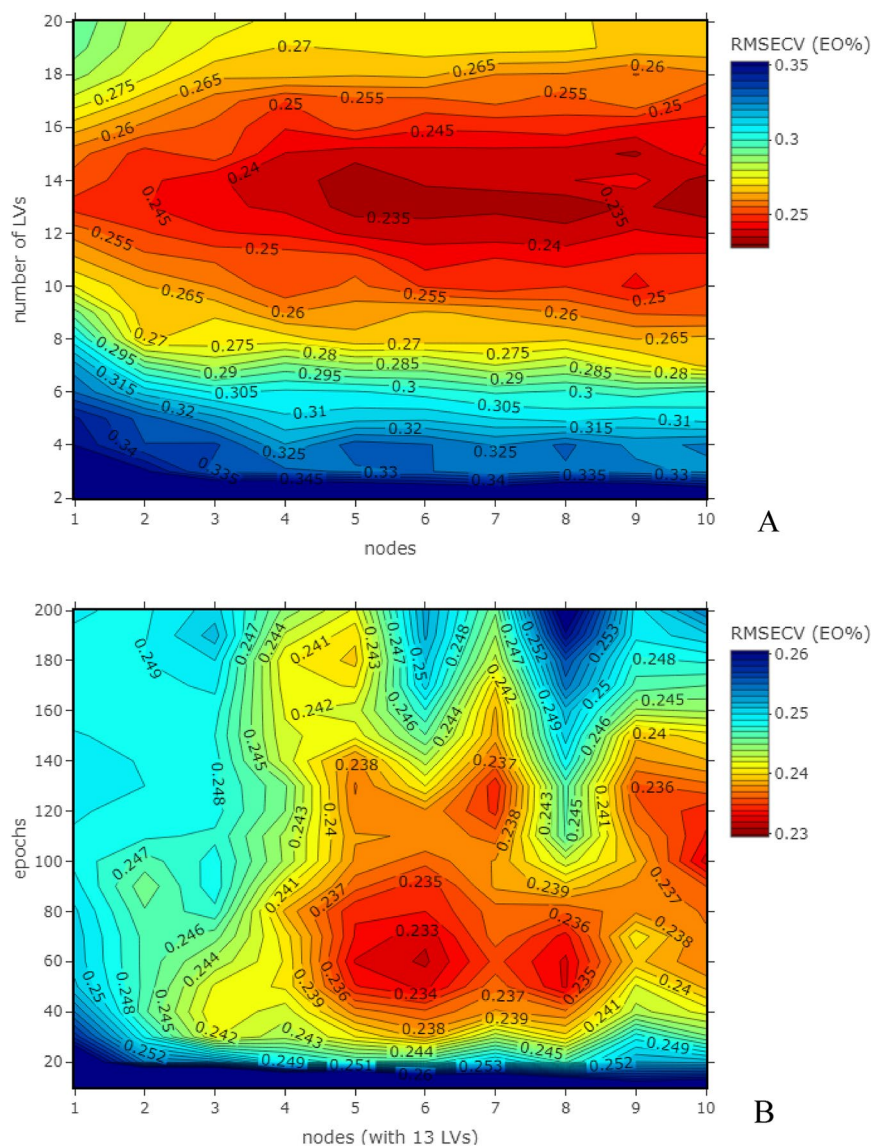 20
18
16
14
12
10
8
6
4
2
number of LVs
1 2 3 4 5 6 7 8 9 10
nodes
0.27
0.265 0.26
0.275 0.265 0.255 0.255
0.25 0.25
0.26 0.245
0.24
0.245 0.235 0.235
0.255 0.25 0.24
0.265 0.255 0.25
0.26 0.26
0.27 0.275 0.28 0.27 0.275 0.265
0.295 0.29 0.295 0.285 0.29 0.285 0.28
0.315 0.305 0.3 0.3
0.32 0.31 0.32 0.305 0.315 0.31
0.34 0.325 0.325
0.335 0.345 0.33 0.34 0.335 0.33
RMSECV (EO%)
0.35
0.3
0.25
A
200
180
160
140
120
100
80
60
40
20
epochs
1 2 3 4 5 6 7 8 9 10
nodes (with 13 LVs)
0.249 0.247 0.244 0.241 0.243 0.247 0.25 0.248 0.247 0.252 0.253 0.248
0.242 0.246 0.244 0.242 0.249 0.25 0.246 0.245
0.245 0.238 0.237 0.24
0.248 0.243 0.24 0.238 0.243 0.245 0.241 0.236
0.247 0.241 0.237 0.235 0.239 0.237
0.246 0.233 0.236 0.238
0.244 0.239 0.236 0.234 0.237 0.235 0.24
0.25 0.248 0.245 0.242 0.243 0.238 0.239 0.241
0.252 0.249 0.251 0.244 0.253 0.245 0.252 0.249
0.26
RMSECV (EO%)
0.26
0.25
0.24
0.23
B